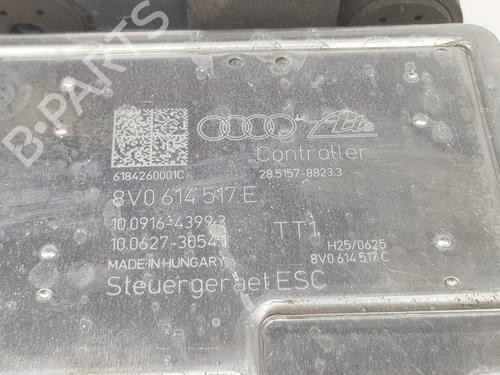 B-PARTS
Ate
Controller
6184260001C
28.5157-8823.3
8V0 614 517 E
10.0916-4399.3
10.0627-3054.1
TT1
H25/0625
MADE-IN-HUNGARY
8V0 614 517 C
Steuergeraet ESC